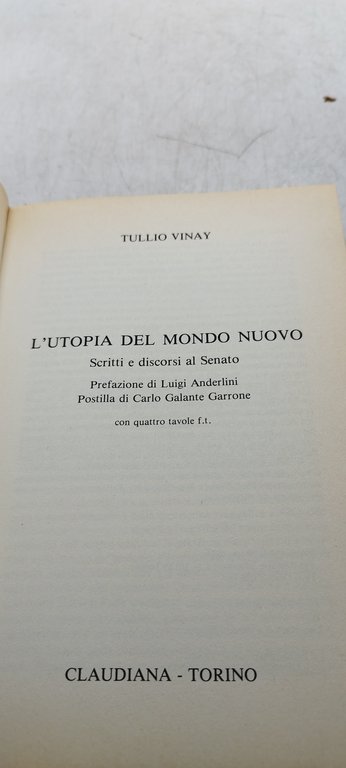 TULLIO VINAY
L'UTOPIA DEL MONDO NUOVO
Scritti e discorsi al Senato
Prefazione di Luigi Anderlini
Postilla di Carlo Galante Garrone
con quattro tavole f.t.
CLAUDIANA - TORINO